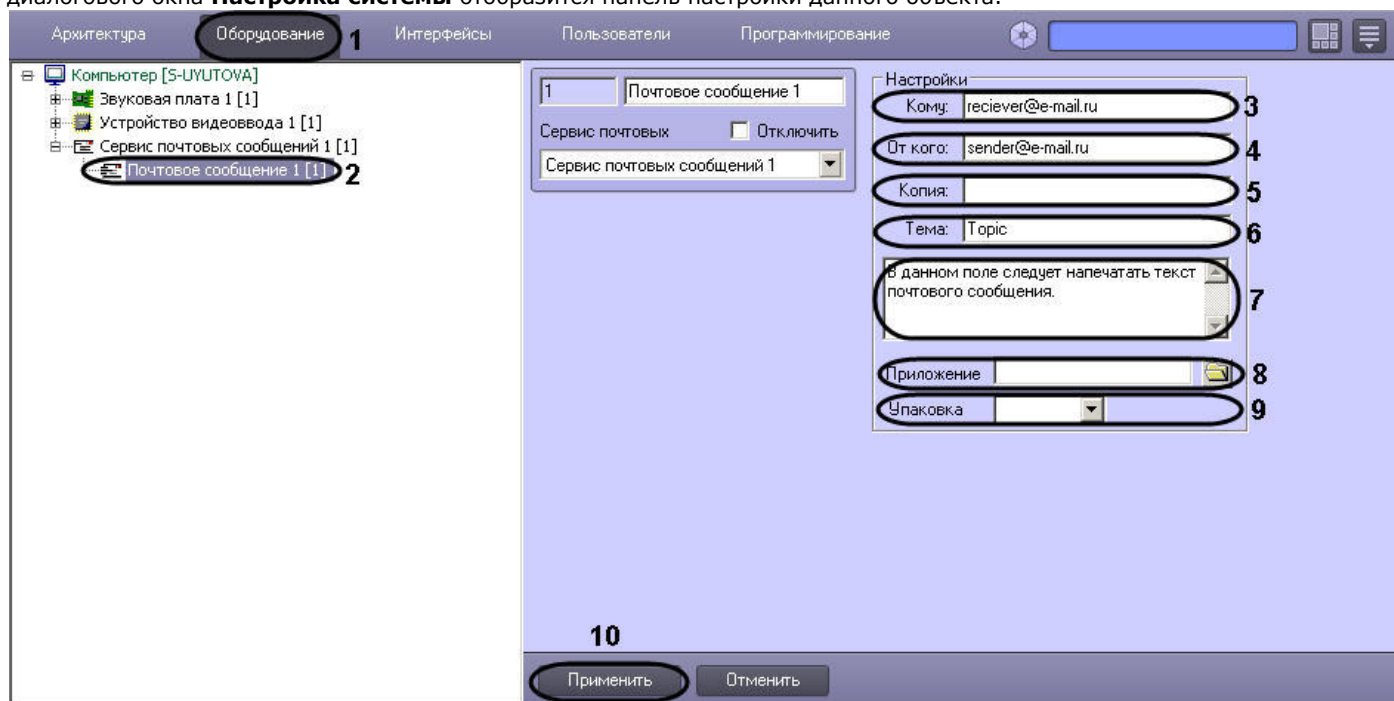 диалогового окна Настройка системы отобразится панель настройки данного объекта.
Архитектура Оборудование 1 Интерфейсы Пользователи Программирование
Компьютер [S-UYUTOVA]
Звуковая плата 1 [1]
Устройство видеоввода 1 [1]
Сервис почтовых сообщений 1 [1]
Почтовое сообщение 1 [1] 2
1 Почтовое сообщение 1
Сервис почтовых Отключить
Сервис почтовых сообщений 1
Настройки
Кому: reciever@e-mail.ru 3
От кого: sender@e-mail.ru 4
Копия: 5
Тема: Topic 6
В данном поле следует напечатать текст
почтового сообщения.
7
Приложение 8
Упаковка 9
10
Применить Отменить